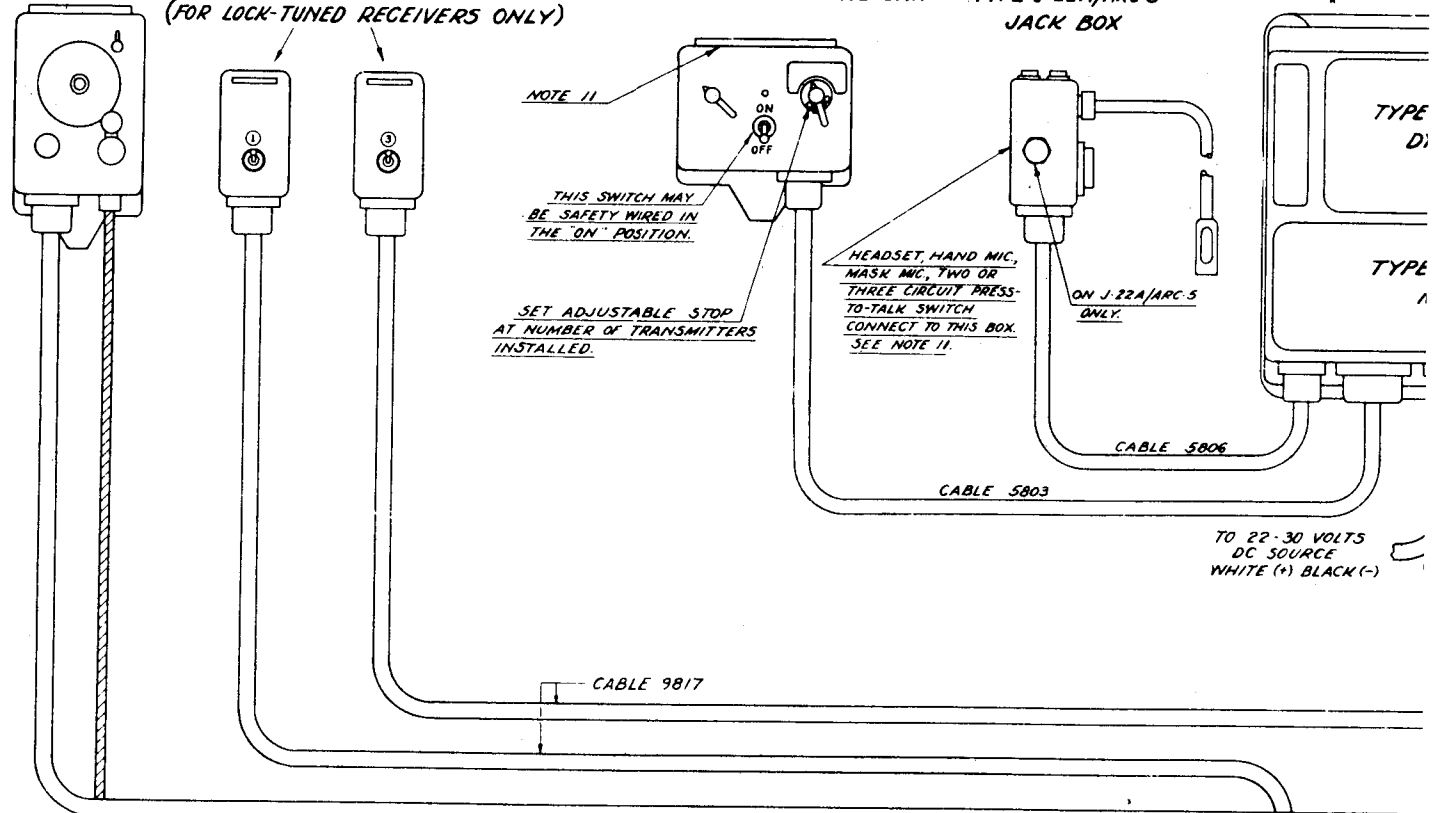 (FOR LOCK-TUNED RECEIVERS ONLY)
JACK BOX
NOTE 11
ON
OFF
1
3
THIS SWITCH MAY
BE SAFETY WIRED IN
THE "ON" POSITION.
SET ADJUSTABLE STOP
AT NUMBER OF TRANSMITTERS
INSTALLED.
HEADSET, HAND MIC,
MASK MIC, TWO OR
THREE CIRCUIT PRESS-
TO-TALK SWITCH
CONNECT TO THIS BOX.
SEE NOTE 11.
ON J-22A/ARC-5
ONLY.
TYPE
TYPE
CABLE 5806
CABLE 5803
TO 22-30 VOLTS
DC SOURCE
WHITE (+) BLACK (-)
CABLE 9817